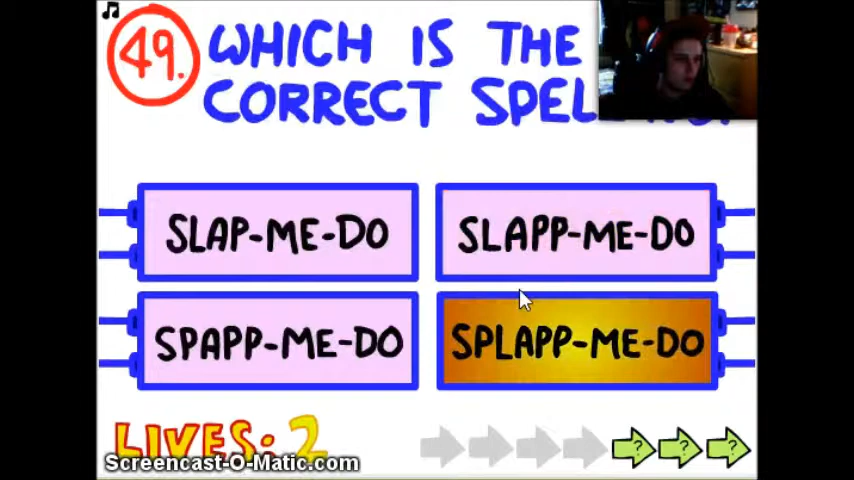 49. WHICH IS THE
CORRECT
SLAP-ME-DO
SLAPP-ME-DO
SPAPP-ME-DO
SPLAPP-ME-DO
LIVES: 2
? ? ?
Screencast-O-Matic.com